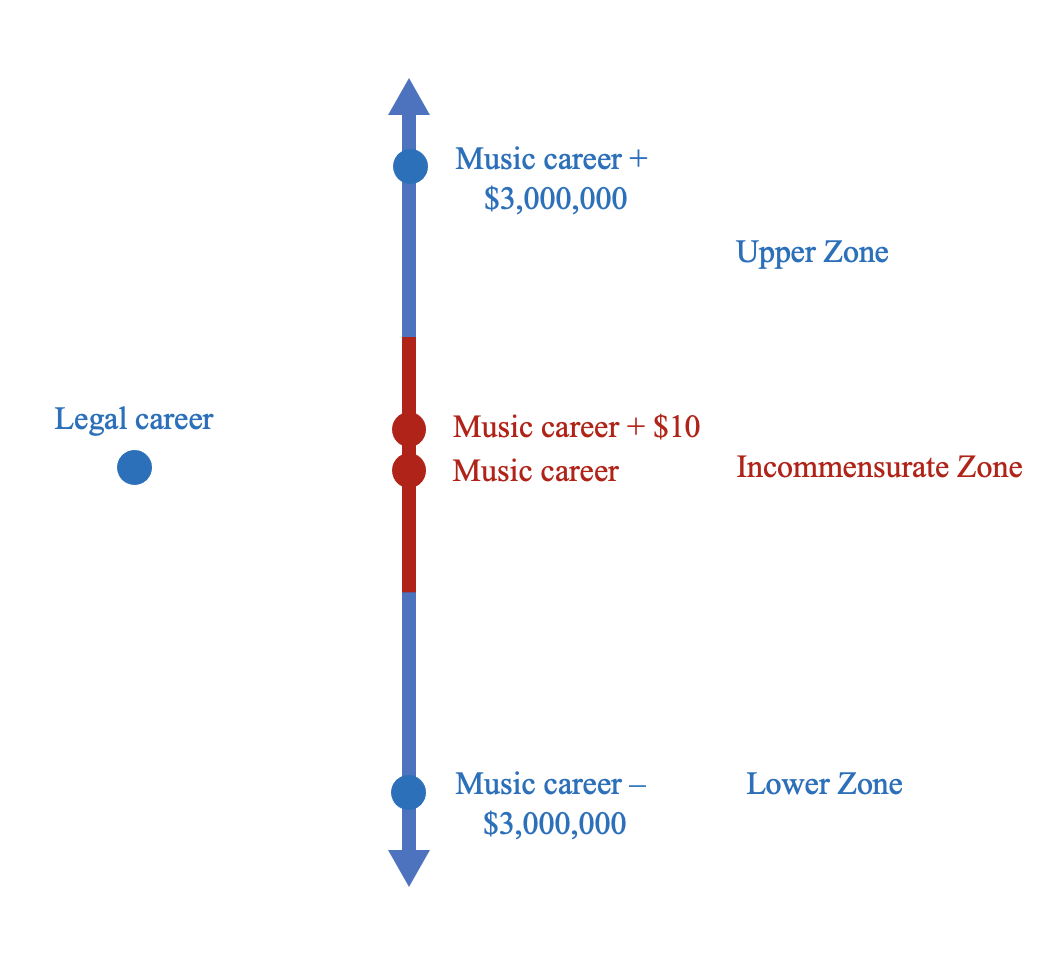 Music career +
$3,000,000
Upper Zone
Legal career
Music career + $10
Music career
Incommensurate Zone
Music career –
$3,000,000
Lower Zone